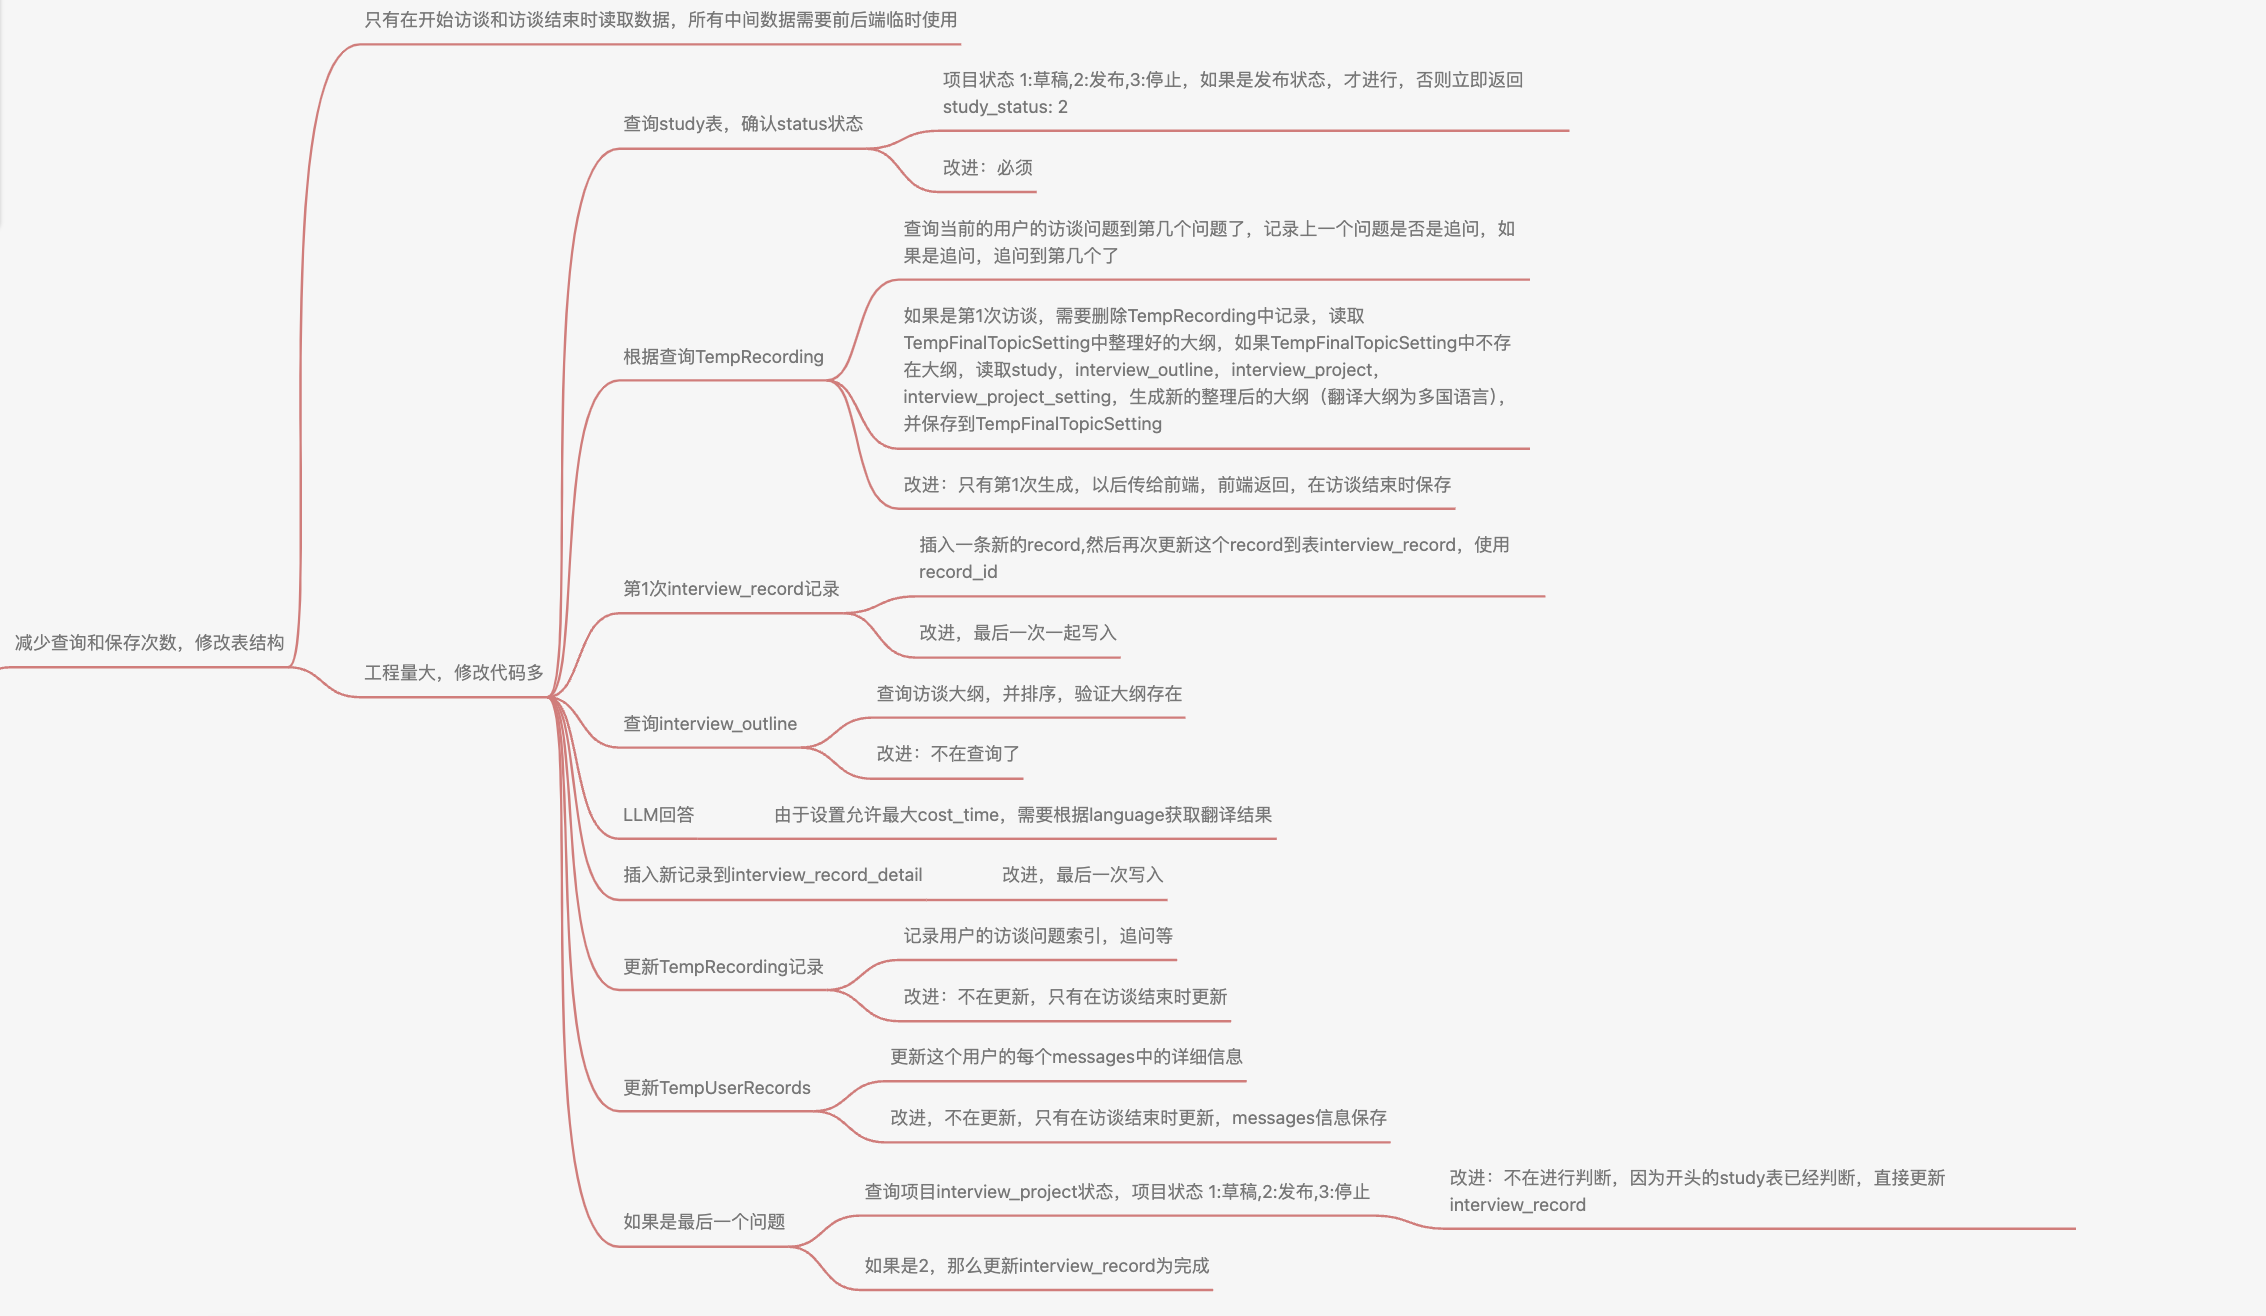 只有在开始访谈和访谈结束时读取数据，所有中间数据需要前后端临时使用
项目状态 1:草稿,2:发布,3:停止，如果是发布状态，才进行，否则立即返回
study_status: 2
查询study表，确认status状态
改进：必须
查询当前的用户的访谈问题到第几个问题了，记录上一个问题是否是追问，如
果是追问，追问到第几个了
如果是第1次访谈，需要删除TempRecording中记录，读取
TempFinalTopicSetting中整理好的大纲，如果TempFinalTopicSetting中不存
在大纲，读取study，interview_outline，interview_project，
interview_project_setting，生成新的整理后的大纲（翻译大纲为多国语言），
并保存到TempFinalTopicSetting
根据查询TempRecording
改进：只有第1次生成，以后传给前端，前端返回，在访谈结束时保存
插入一条新的record,然后再次更新这个record到表interview_record，使用
record_id
第1次interview_record记录
改进，最后一次一起写入
减少查询和保存次数，修改表结构
工程量大，修改代码多
查询访谈大纲，并排序，验证大纲存在
查询interview_outline
改进：不在查询了
LLM回答
由于设置允许最大cost_time，需要根据language获取翻译结果
插入新记录到interview_record_detail
改进，最后一次写入
记录用户的访谈问题索引，追问等
更新TempRecording记录
改进：不在更新，只有在访谈结束时更新
更新这个用户的每个messages中的详细信息
更新TempUserRecords
改进，不在更新，只有在访谈结束时更新，messages信息保存
查询项目interview_project状态，项目状态 1:草稿,2:发布,3:停止
改进：不在进行判断，因为开头的study表已经判断，直接更新
interview_record
如果是最后一个问题
如果是2，那么更新interview_record为完成